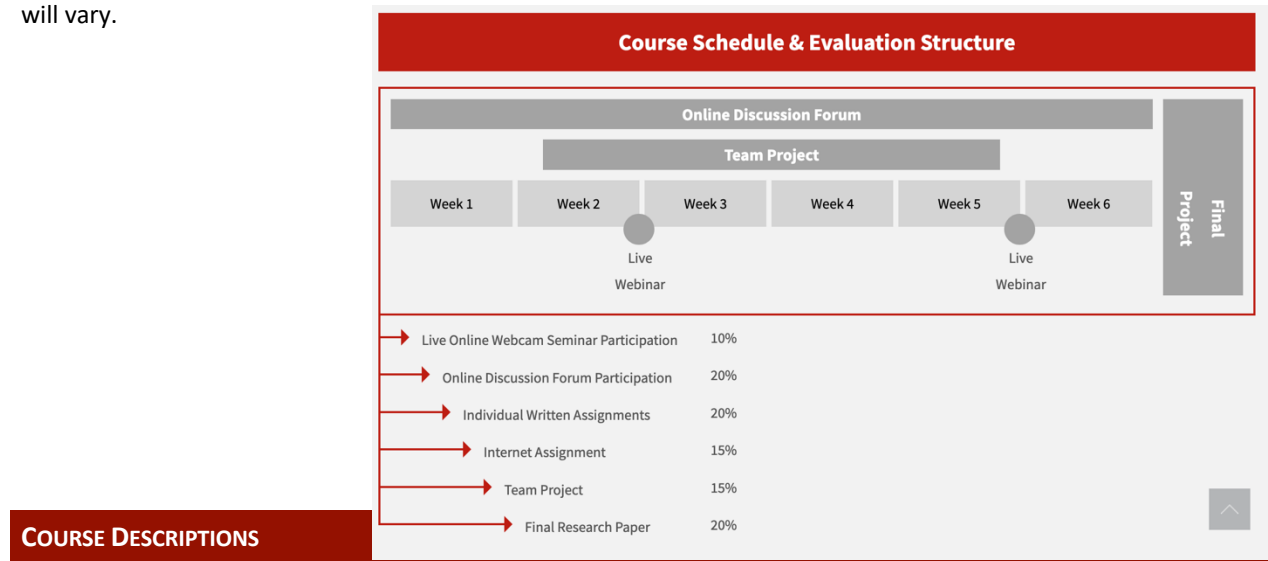 will vary.
Course Schedule & Evaluation Structure
Online Discussion Forum
Team Project
Week 1
Week 2
Week 3
Week 4
Week 5
Week 6
Final
Project
Live
Webinar
Live
Webinar
Live Online Webcam Seminar Participation 10%
Online Discussion Forum Participation 20%
Individual Written Assignments 20%
Internet Assignment 15%
Team Project 15%
Final Research Paper 20%
COURSE DESCRIPTIONS